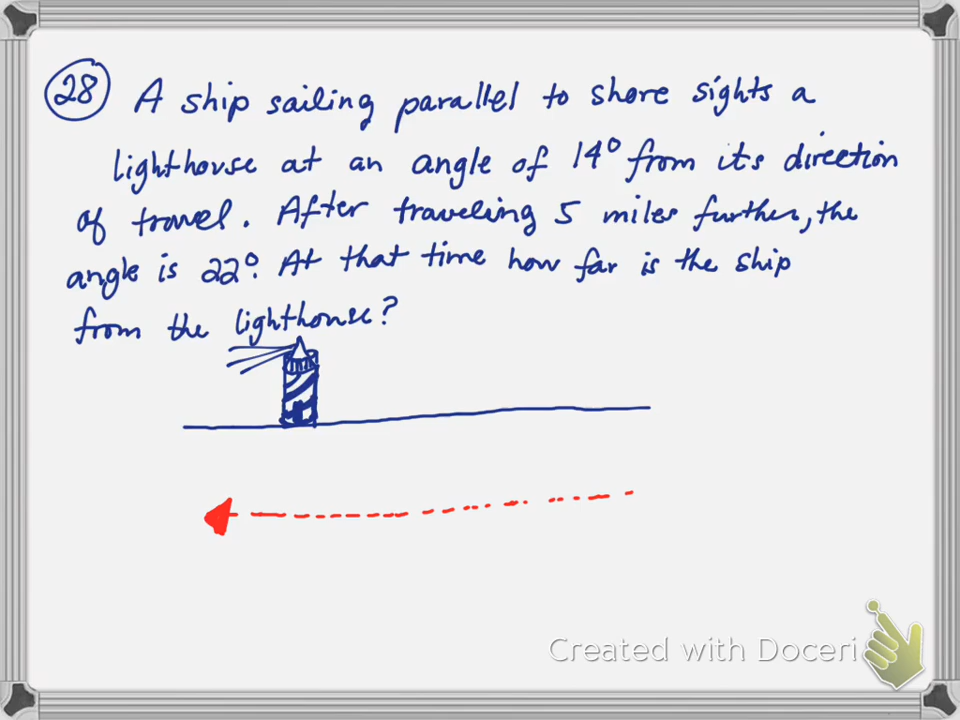 28 A ship sailing parallel to shore sights a
lighthouse at an angle of 14° from its direction
of travel. After traveling 5 miles further, the
angle is 22°. At that time how far is the ship
from the lighthouse?
Created with Doceri